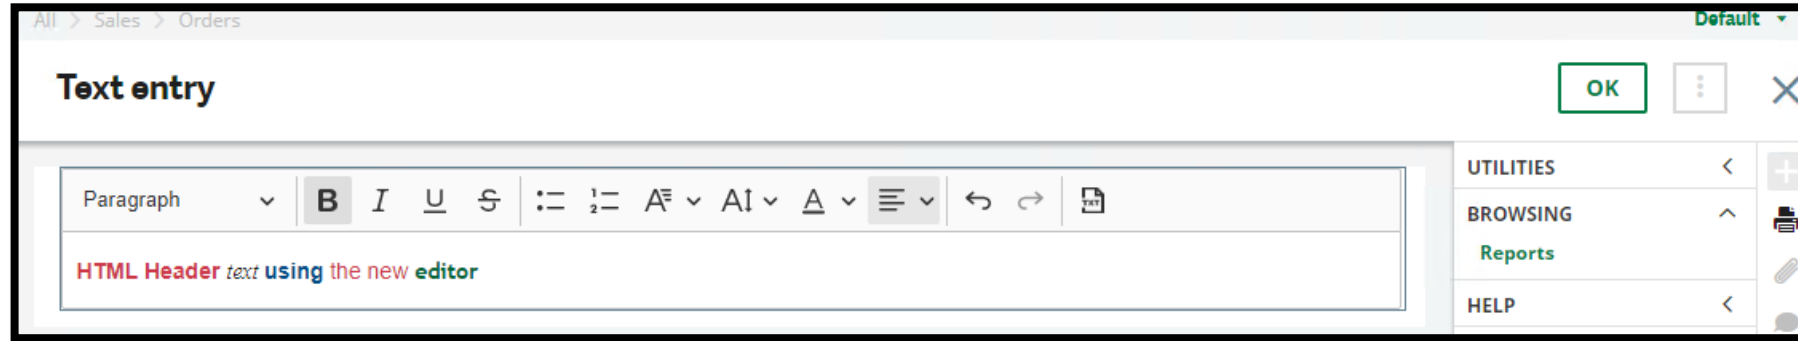 All > Sales > Orders
Default
Text entry
OK
Paragraph
B I U S A A A TXT
HTML Header text using the new editor
UTILITIES
BROWSING
Reports
HELP